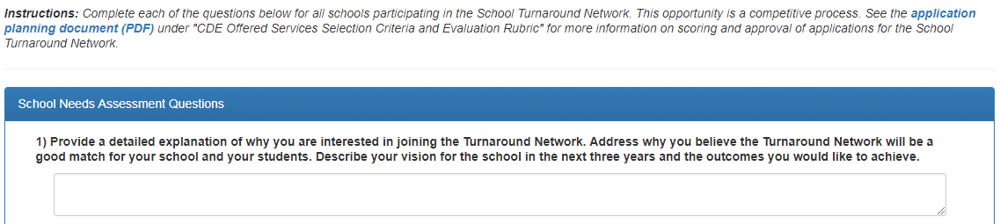 Instructions: Complete each of the questions below for all schools participating in the School Turnaround Network. This opportunity is a competitive process. See the application
planning document (PDF) under "CDE Offered Services Selection Criteria and Evaluation Rubric" for more information on scoring and approval of applications for the School
Turnaround Network.
School Needs Assessment Questions
1) Provide a detailed explanation of why you are interested in joining the Turnaround Network. Address why you believe the Turnaround Network will be a
good match for your school and your students. Describe your vision for the school in the next three years and the outcomes you would like to achieve.